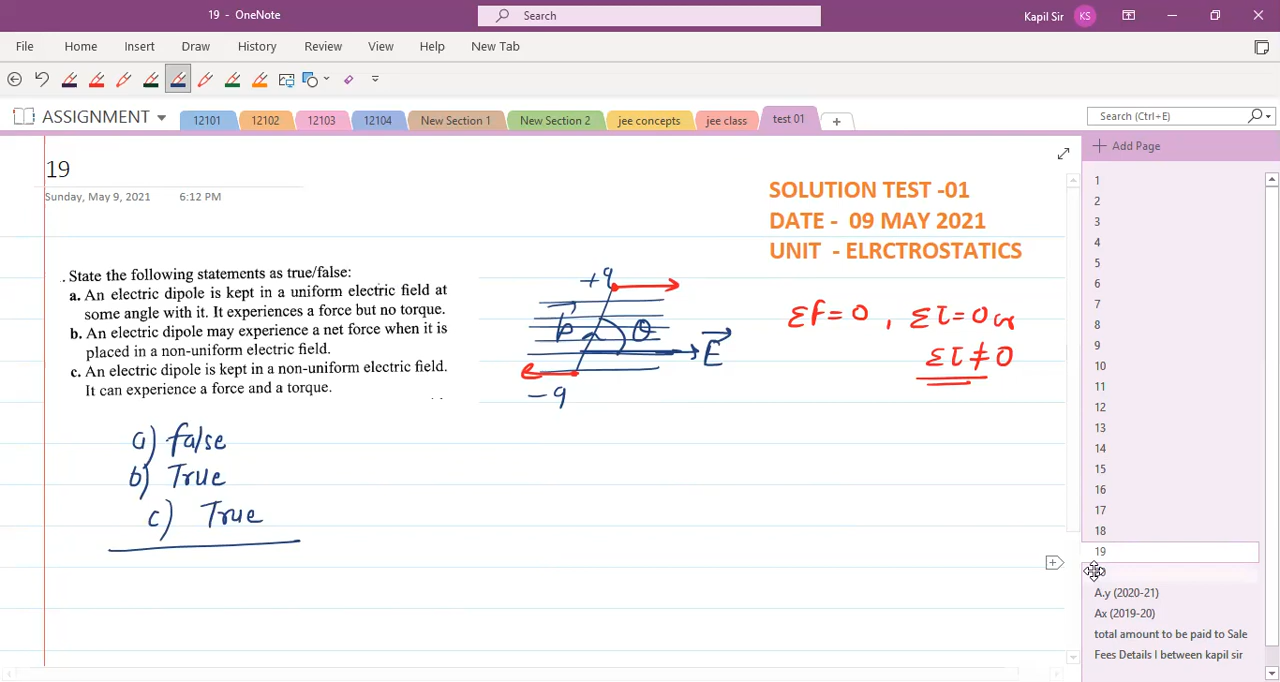 19 - OneNote
Search
Kapil Sir
KS
File Home Insert Draw History Review View Help New Tab
ASSIGNMENT
12101 12102 12103 12104 New Section 1 New Section 2 jee concepts jee class test 01
Search (Ctrl+E)
Add Page
19
Sunday, May 9, 2021 6:12 PM
SOLUTION TEST -01
DATE - 09 MAY 2021
UNIT - ELRCTROSTATICS
. State the following statements as true/false:
a. An electric dipole is kept in a uniform electric field at
some angle with it. It experiences a force but no torque.
b. An electric dipole may experience a net force when it is
placed in a non-uniform electric field.
c. An electric dipole is kept in a non-uniform electric field.
It can experience a force and a torque.
+q
θ
E
-q
ΣF = 0 , Στ = 0 or
Στ ≠ 0
a) false
b) True
c) True
1
2
3
4
5
6
7
8
9
10
11
12
13
14
15
16
17
18
19
A.y (2020-21)
Ax (2019-20)
total amount to be paid to Sale
Fees Details I between kapil sir